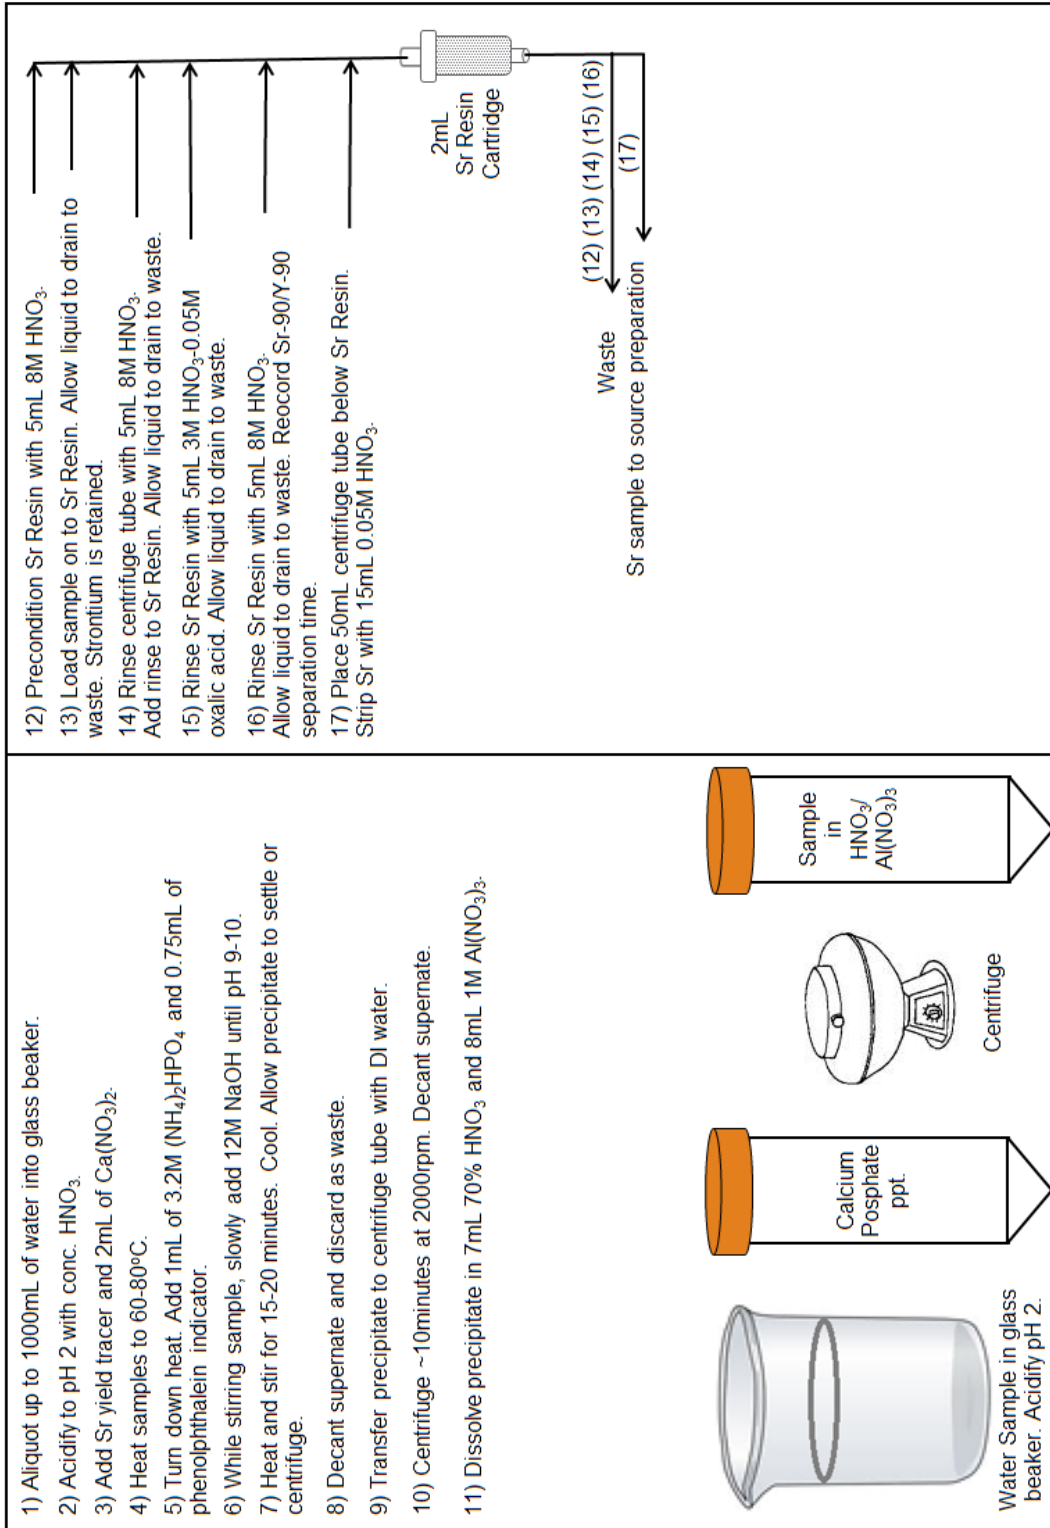 1) Aliquot up to 1000mL of water into glass beaker.
2) Acidify to pH 2 with conc. HNO₃.
3) Add Sr yield tracer and 2mL of Ca(NO₃)₂.
4) Heat samples to 60-80ºC.
5) Turn down heat. Add 1mL of 3.2M (NH₄)₂HPO₄ and 0.75mL of
phenolphthalein indicator.
6) While stirring sample, slowly add 12M NaOH until pH 9-10.
7) Heat and stir for 15-20 minutes. Cool. Allow precipitate to settle or
centrifuge.
8) Decant supernate and discard as waste.
9) Transfer precipitate to centrifuge tube with DI water.
10) Centrifuge ~10minutes at 2000rpm. Decant supernate.
11) Dissolve precipitate in 7mL 70% HNO₃ and 8mL 1M Al(NO₃)₃.
Water Sample in glass
beaker. Acidify pH 2.
Calcium
Posphate
ppt.
Centrifuge
Sample
in
HNO₃/
Al(NO₃)₃
12) Precondition Sr Resin with 5mL 8M HNO₃.
13) Load sample on to Sr Resin. Allow liquid to drain to
waste. Strontium is retained.
14) Rinse centrifuge tube with 5mL 8M HNO₃.
Add rinse to Sr Resin. Allow liquid to drain to waste.
15) Rinse Sr Resin with 5mL 3M HNO₃-0.05M
oxalic acid. Allow liquid to drain to waste.
16) Rinse Sr Resin with 5mL 8M HNO₃.
Allow liquid to drain to waste. Reocord Sr-90/Y-90
separation time.
17) Place 50mL centrifuge tube below Sr Resin.
Strip Sr with 15mL 0.05M HNO₃.
2mL
Sr Resin
Cartridge
(12) (13) (14) (15) (16)
Waste
(17)
Sr sample to source preparation